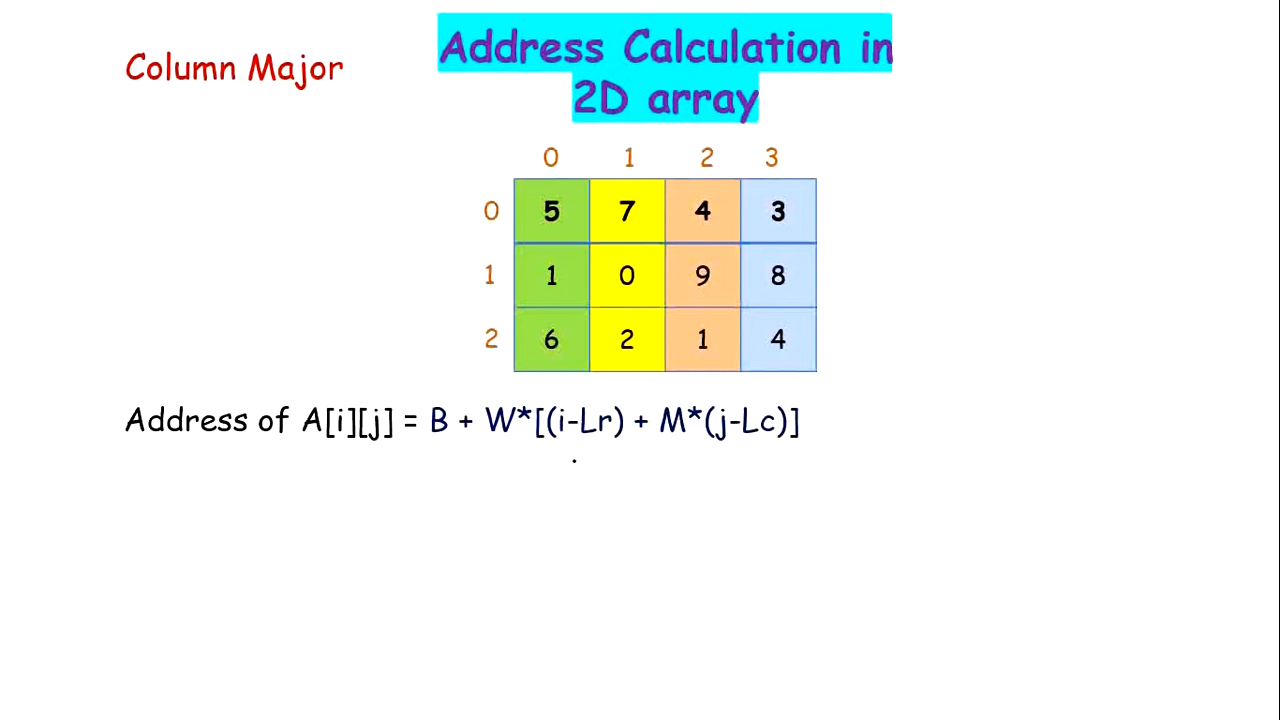 Column Major
Address Calculation in
2D array
0 1 2 3
0 5 7 4 3
1 1 0 9 8
2 6 2 1 4
Address of A[i][j] = B + W*[(i-Lr) + M*(j-Lc)]
.